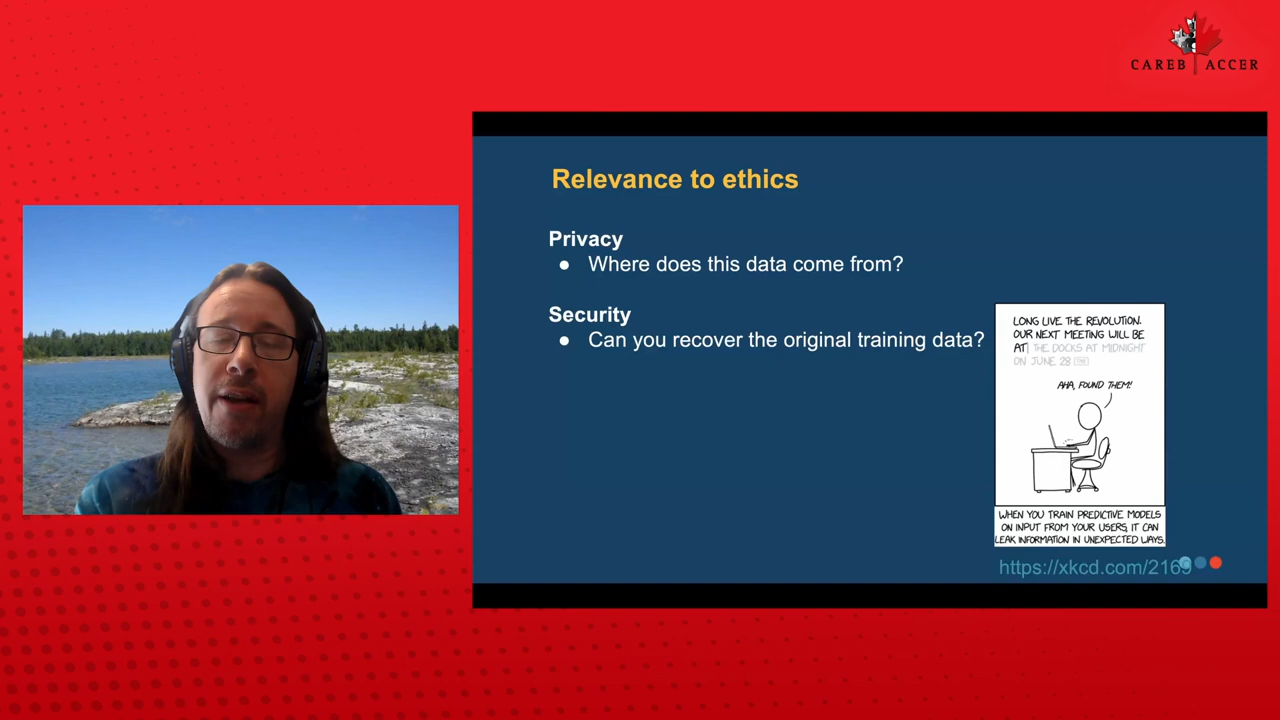 CAREB ACCER
Relevance to ethics
Privacy
● Where does this data come from?
Security
● Can you recover the original training data?
LONG LIVE THE REVOLUTION.
OUR NEXT MEETING WILL BE
AT| THE DOCKS AT MIDNIGHT
ON JUNE 28 [TAB]
AHA, FOUND THEM!
WHEN YOU TRAIN PREDICTIVE MODELS
ON INPUT FROM YOUR USERS, IT CAN
LEAK INFORMATION IN UNEXPECTED WAYS.
https://xkcd.com/2169